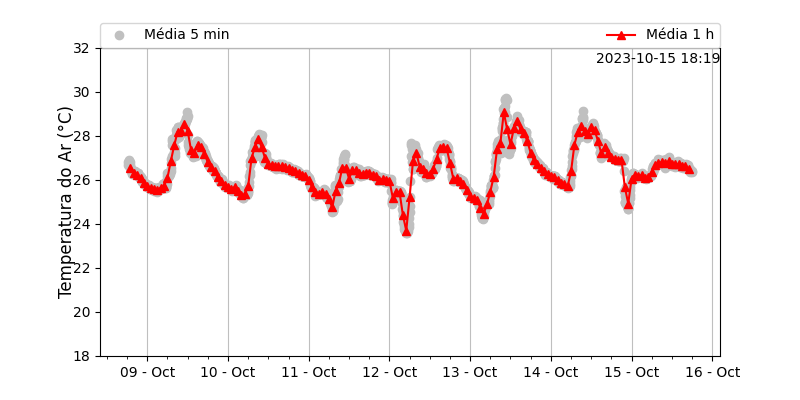 Média 5 min
Média 1 h
2023-10-15 18:19
Temperatura do Ar (°C)
32
30
28
26
24
22
20
18
09 - Oct
10 - Oct
11 - Oct
12 - Oct
13 - Oct
14 - Oct
15 - Oct
16 - Oct